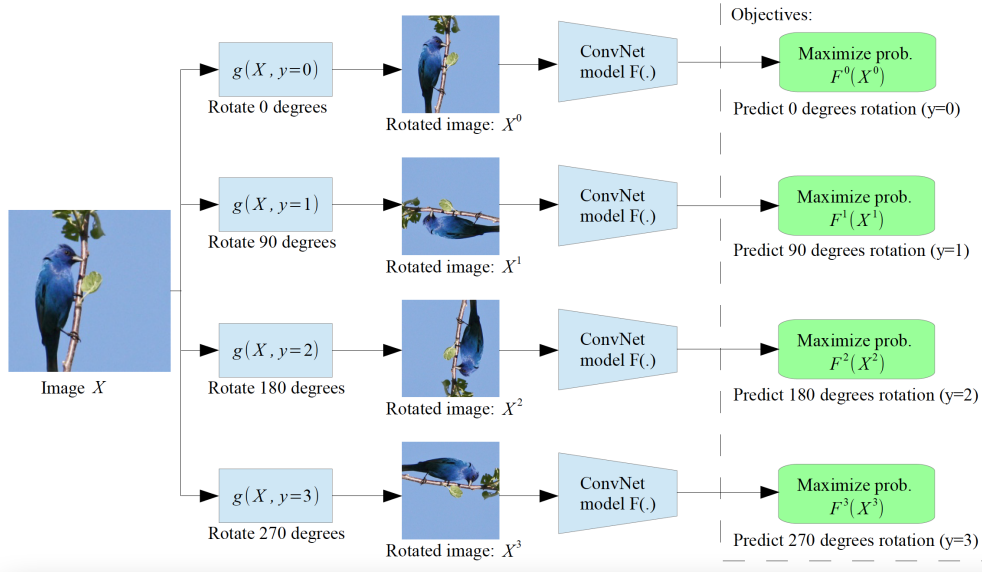 Objectives:
g(X, y=0)
Rotate 0 degrees
Rotated image: X⁰
ConvNet
model F(.)
Maximize prob.
F⁰(X⁰)
Predict 0 degrees rotation (y=0)
g(X, y=1)
Rotate 90 degrees
Rotated image: X¹
ConvNet
model F(.)
Maximize prob.
F¹(X¹)
Predict 90 degrees rotation (y=1)
Image X
g(X, y=2)
Rotate 180 degrees
Rotated image: X²
ConvNet
model F(.)
Maximize prob.
F²(X²)
Predict 180 degrees rotation (y=2)
g(X, y=3)
Rotate 270 degrees
Rotated image: X³
ConvNet
model F(.)
Maximize prob.
F³(X³)
Predict 270 degrees rotation (y=3)